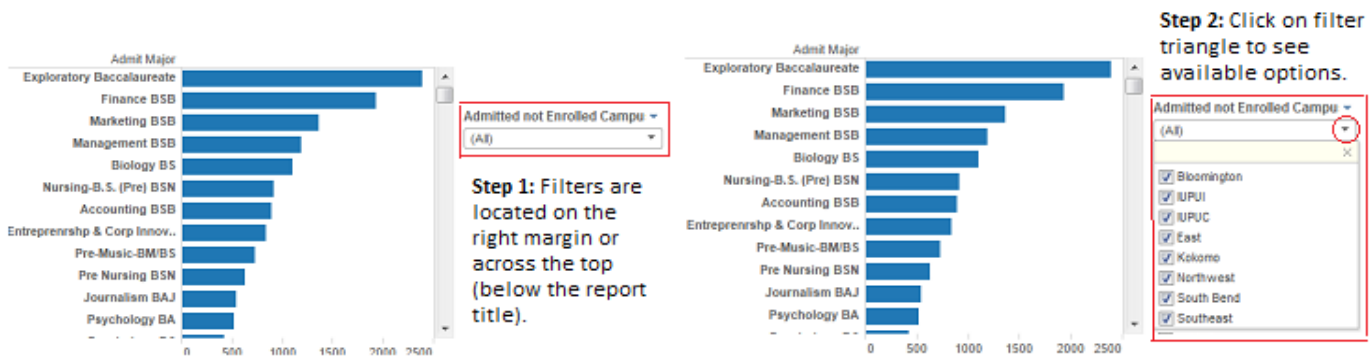 Admit Major
Exploratory Baccalaureate
Finance BSB
Marketing BSB
Management BSB
Biology BS
Nursing-B.S. (Pre) BSN
Accounting BSB
Entreprenrshp & Corp Innov..
Pre-Music-BM/BS
Pre Nursing BSN
Journalism BAJ
Psychology BA
0 500 1000 1500 2000 2500
Admitted not Enrolled Campu
(All)
Step 1: Filters are
located on the
right margin or
across the top
(below the report
title).
Admit Major
Exploratory Baccalaureate
Finance BSB
Marketing BSB
Management BSB
Biology BS
Nursing-B.S. (Pre) BSN
Accounting BSB
Entreprenrshp & Corp Innov..
Pre-Music-BM/BS
Pre Nursing BSN
Journalism BAJ
Psychology BA
0 500 1000 1500 2000 2500
Step 2: Click on filter
triangle to see
available options.
Admitted not Enrolled Campu
(All)
Bloomington
IUPUI
IUPUC
East
Kokomo
Northwest
South Bend
Southeast